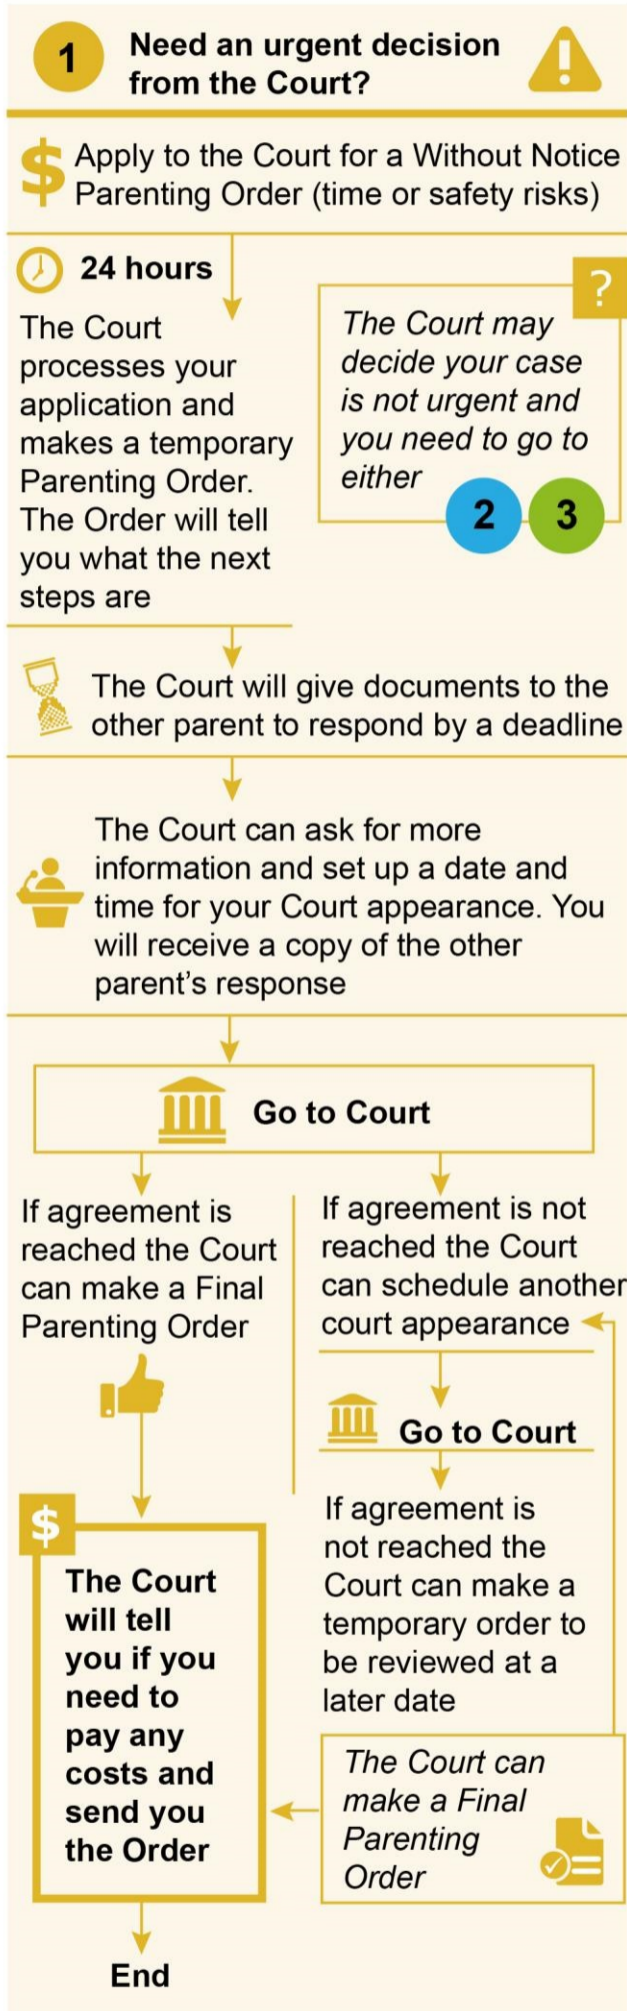 1
Need an urgent decision
from the Court?
!
$
Apply to the Court for a Without Notice
Parenting Order (time or safety risks)
24 hours
The Court
processes your
application and
makes a temporary
Parenting Order.
The Order will tell
you what the next
steps are
?
The Court may
decide your case
is not urgent and
you need to go to
either
2 3
The Court will give documents to the
other parent to respond by a deadline
The Court can ask for more
information and set up a date and
time for your Court appearance. You
will receive a copy of the other
parent's response
Go to Court
If agreement is
reached the Court
can make a Final
Parenting Order
If agreement is not
reached the Court
can schedule another
court appearance
Go to Court
If agreement is
not reached the
Court can make a
temporary order to
be reviewed at a
later date
The Court can
make a Final
Parenting
Order
$
The Court
will tell
you if you
need to
pay any
costs and
send you
the Order
End